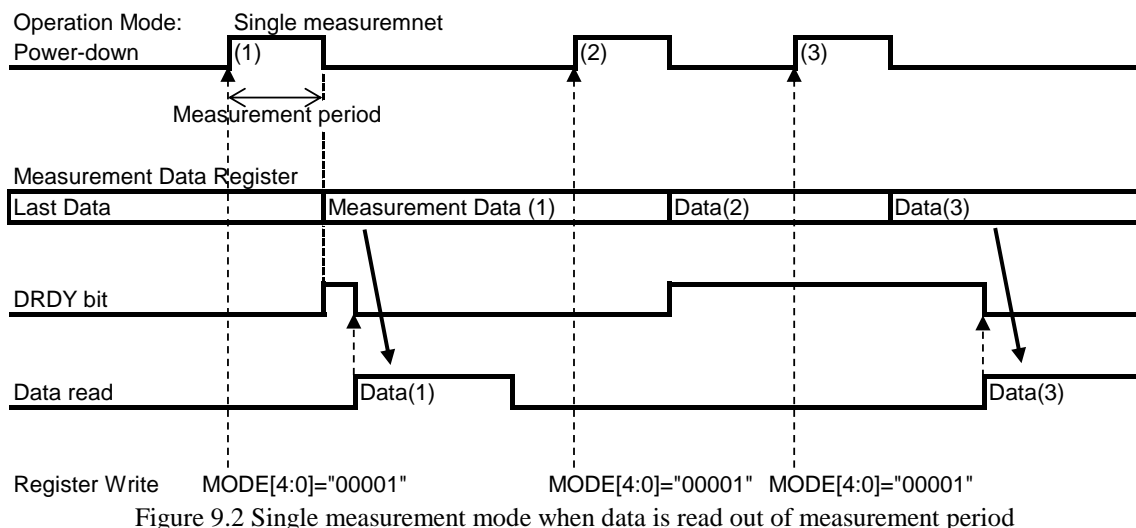 Operation Mode: Single measuremnet
Power-down (1) (2) (3)
Measurement period
Measurement Data Register
Last Data Measurement Data (1) Data(2) Data(3)
DRDY bit
Data read Data(1) Data(3)
Register Write MODE[4:0]="00001" MODE[4:0]="00001" MODE[4:0]="00001"
Figure 9.2 Single measurement mode when data is read out of measurement period